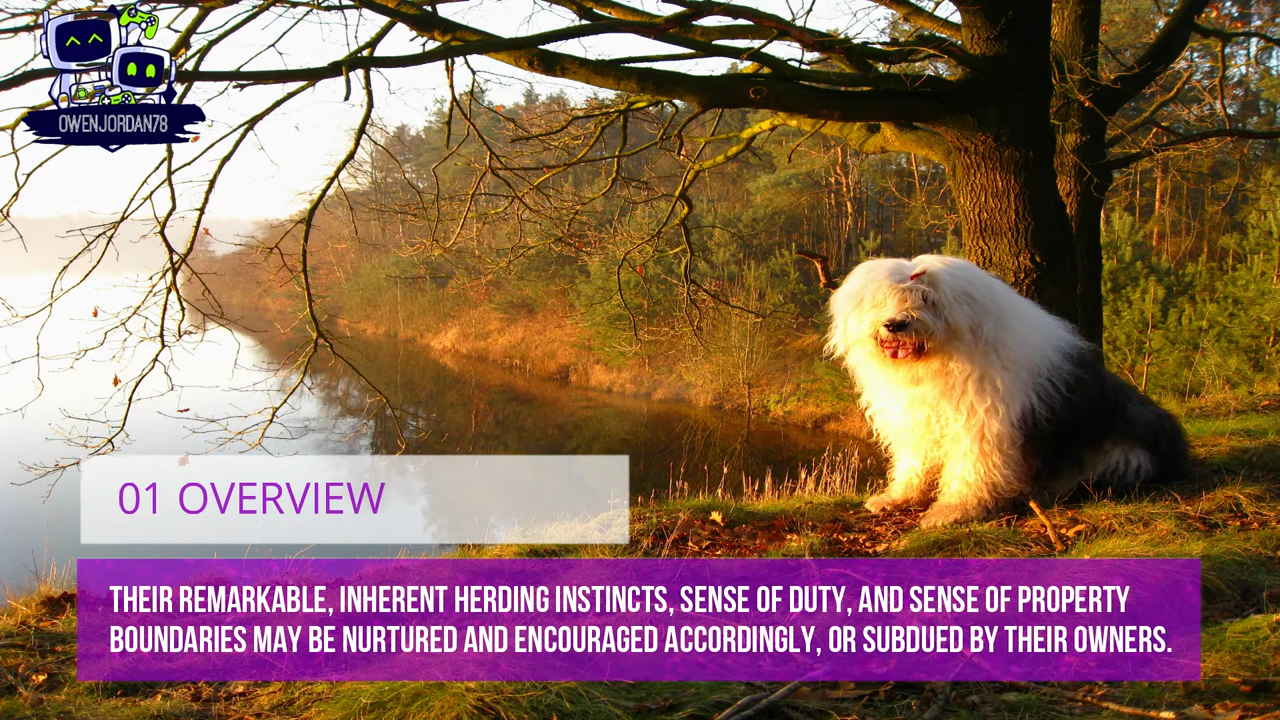 OWENJORDAN78
01 OVERVIEW
THEIR REMARKABLE, INHERENT HERDING INSTINCTS, SENSE OF DUTY, AND SENSE OF PROPERTY
BOUNDARIES MAY BE NURTURED AND ENCOURAGED ACCORDINGLY, OR SUBDUED BY THEIR OWNERS.